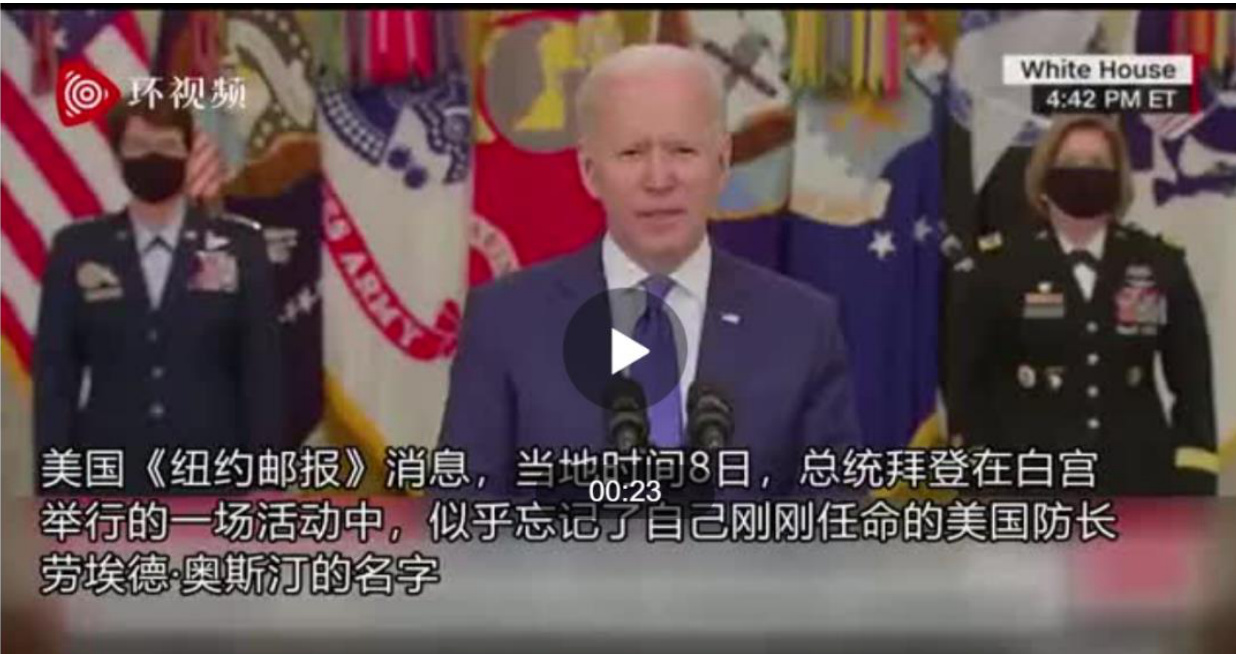 环视频
White House
4:42 PM ET
KS ARMY
美国《纽约邮报》消息，当地时间8日，总统拜登在白宫
00:23
举行的一场活动中，似乎忘记了自己刚刚任命的美国防长
劳埃德·奥斯汀的名字